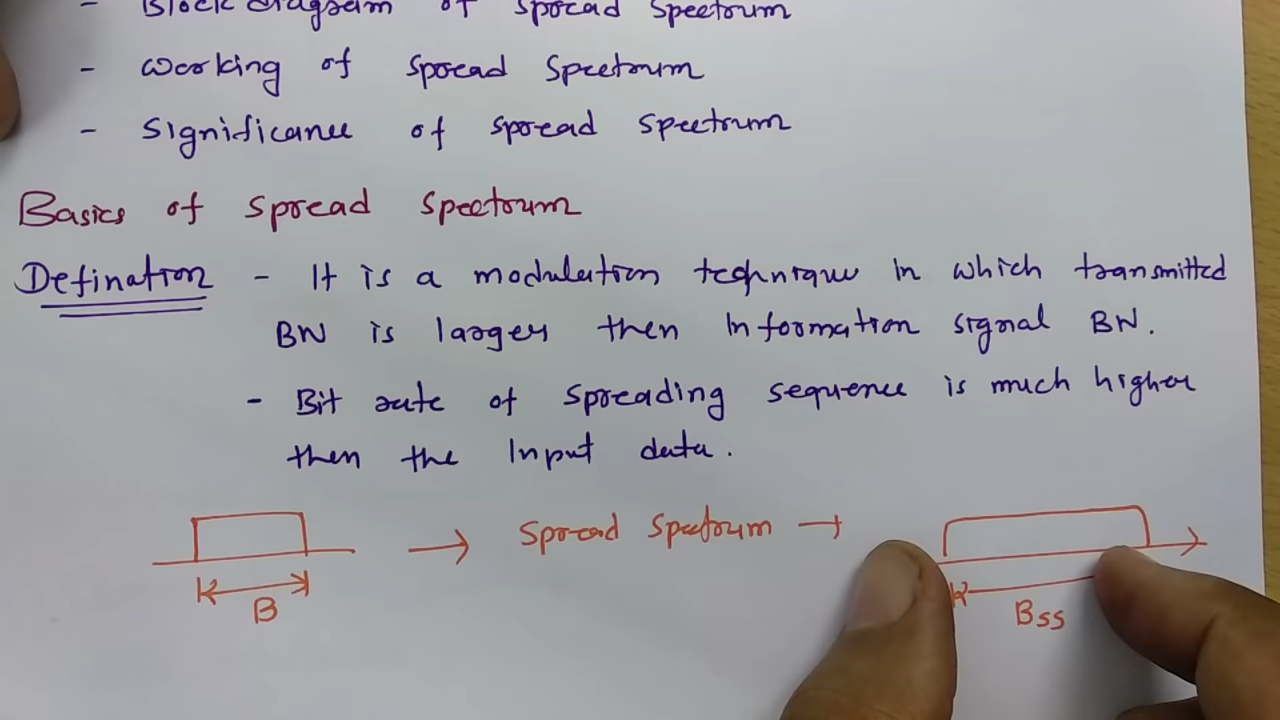 - Block diagram of spread spectrum
- Working of spread spectrum
- Significance of spread spectrum
Basics of spread spectrum
Defination - It is a modulation technique in which transmitted
BW is larger then Information signal BW.
- Bit rate of spreading sequence is much higher
then the Input data.
→ spread spectrum →
B
Bss